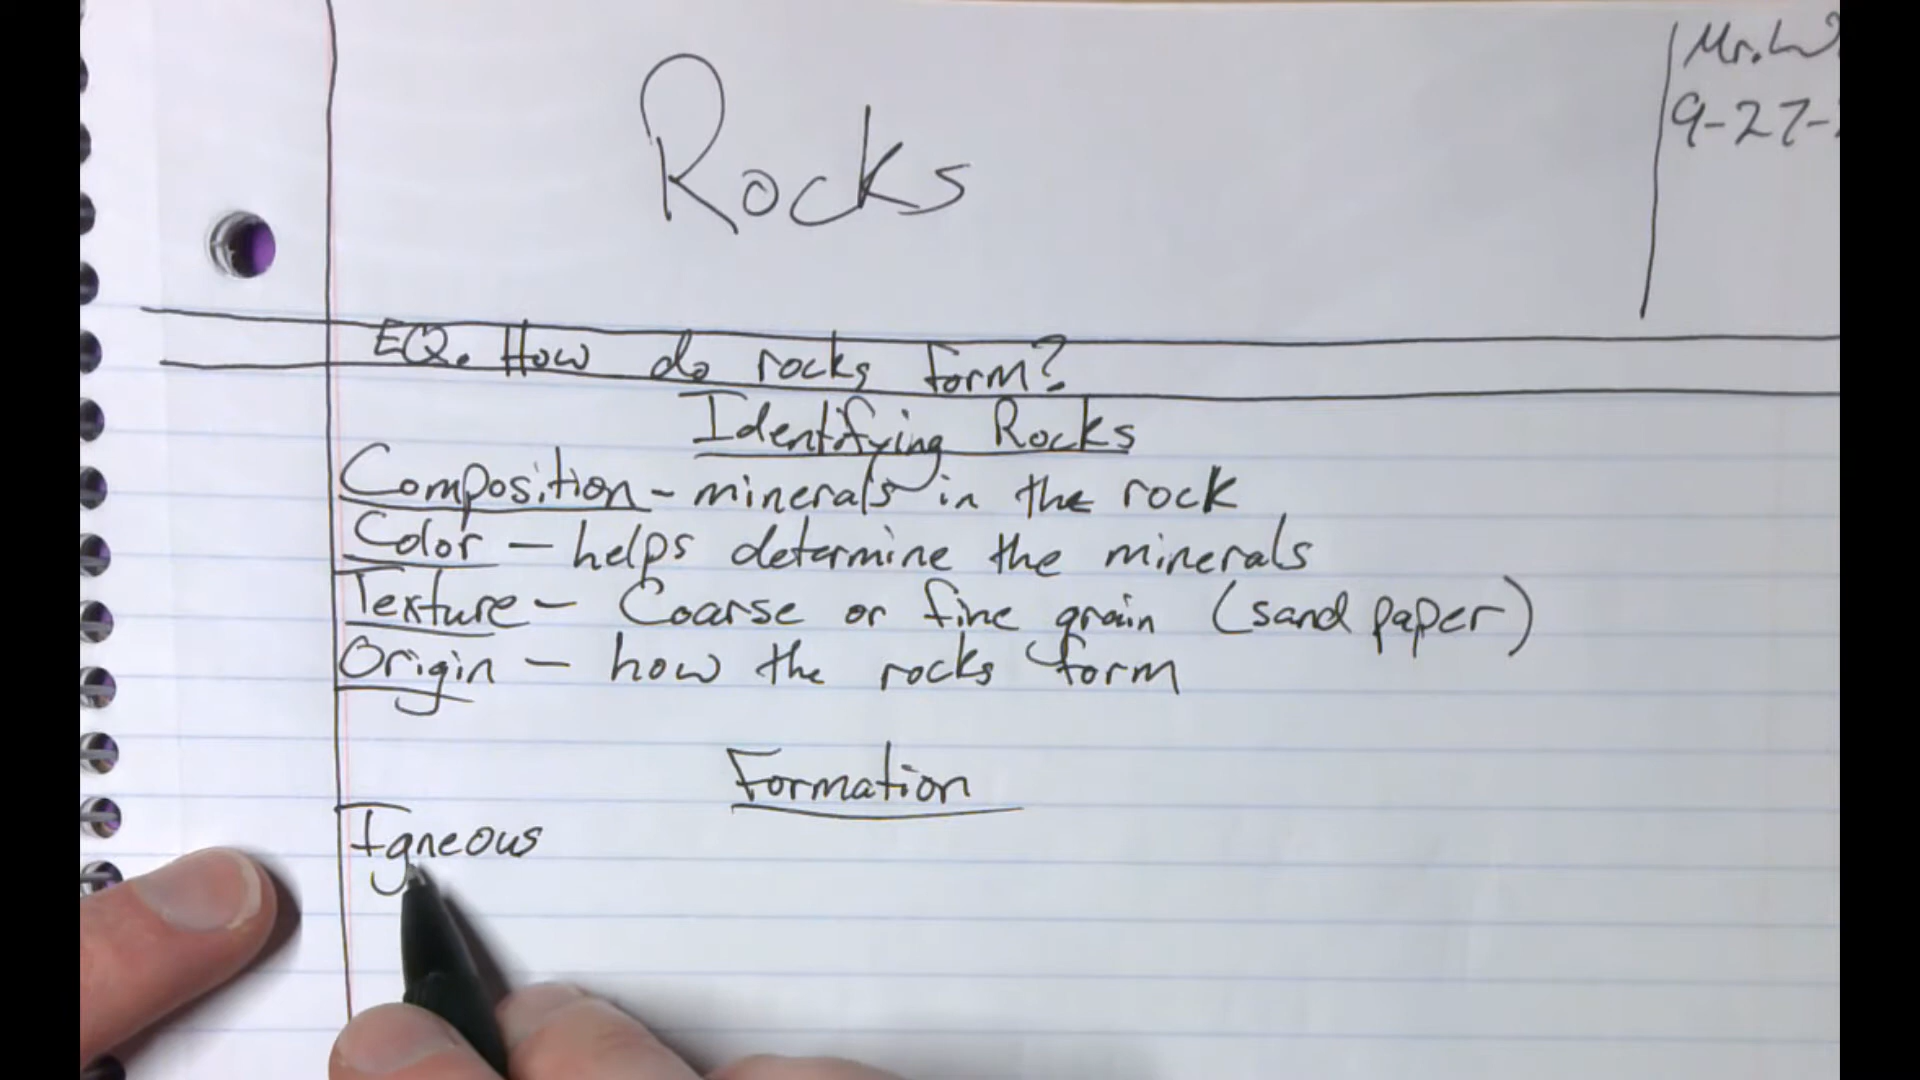 Rocks
Mr. W
9-27-
EQ. How do rocks form?
Identifying Rocks
Composition - minerals in the rock
Color - helps determine the minerals
Texture - Coarse or fine grain (sand paper)
Origin - how the rocks form
Formation
Igneous